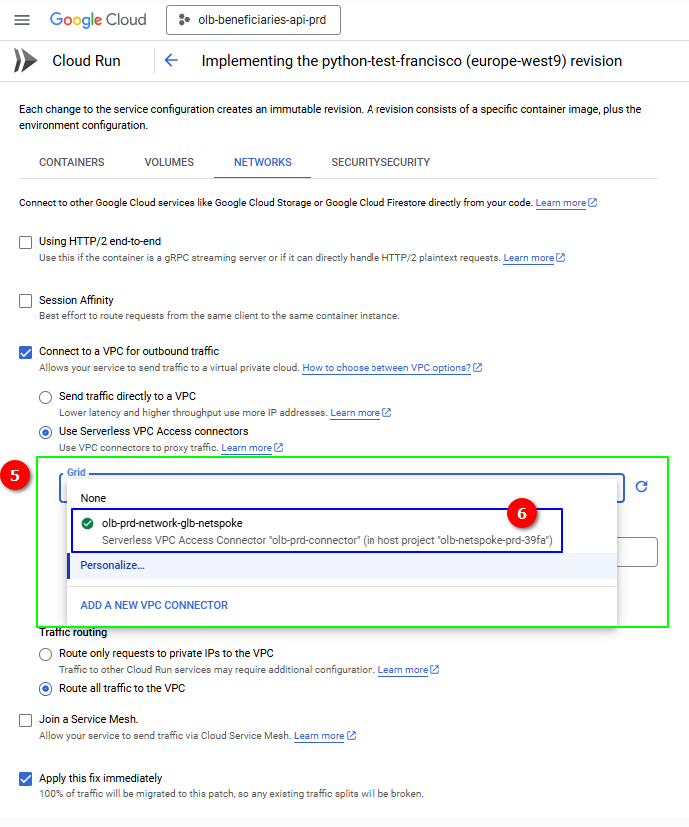 Google Cloud
olb-beneficiaries-api-prd
Cloud Run
Implementing the python-test-francisco (europe-west9) revision
Each change to the service configuration creates an immutable revision. A revision consists of a specific container image, plus the
environment configuration.
CONTAINERS VOLUMES NETWORKS SECURITYSECURITY
Connect to other Google Cloud services like Google Cloud Storage or Google Cloud Firestore directly from your code. Learn more
Using HTTP/2 end-to-end
Use this if the container is a gRPC streaming server or if it can directly handle HTTP/2 plaintext requests. Learn more
Session Affinity
Best effort to route requests from the same client to the same container instance.
Connect to a VPC for outbound traffic
Allows your service to send traffic to a virtual private cloud. How to choose between VPC options?
Send traffic directly to a VPC
Lower latency and higher throughput use more IP addresses. Learn more
Use Serverless VPC Access connectors
Use VPC connectors to proxy traffic. Learn more
5
Grid
None
6
olb-prd-network-glb-netspoke
Serverless VPC Access Connector "olb-prd-connector" (in host project "olb-netspoke-prd-39fa")
Personalize...
ADD A NEW VPC CONNECTOR
Traffic routing
Route only requests to private IPs to the VPC
Traffic to other Cloud Run services may require additional configuration. Learn more
Route all traffic to the VPC
Join a Service Mesh.
Allow your service to send traffic via Cloud Service Mesh. Learn more
Apply this fix immediately
100% of traffic will be migrated to this patch, so any existing traffic splits will be broken.